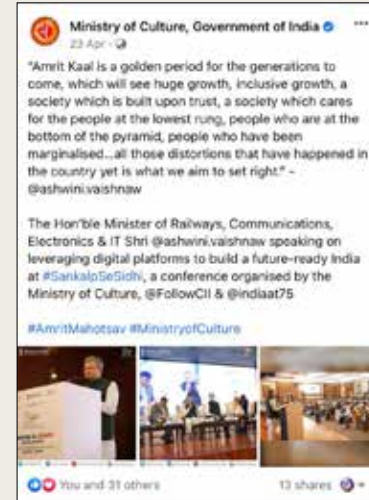 Ministry of Culture, Government of India
23 Apr ·
"Amrit Kaal is a golden period for the generations to
come, which will see huge growth, inclusive growth, a
society which is built upon trust, a society which cares
for the people at the lowest rung, people who are at the
bottom of the pyramid, people who have been
marginalised...all those distortions that have happened in
the country yet is what we aim to set right." -
@ashwini.vaishnaw
The Hon'ble Minister of Railways, Communications,
Electronics & IT Shri @ashwini.vaishnaw speaking on
leveraging digital platforms to build a future-ready India
at #SankalpSeSidhi, a conference organised by the
Ministry of Culture, @FollowCII & @indiaat75
#AmritMahotsav #MinistryofCulture
You and 31 others 13 shares